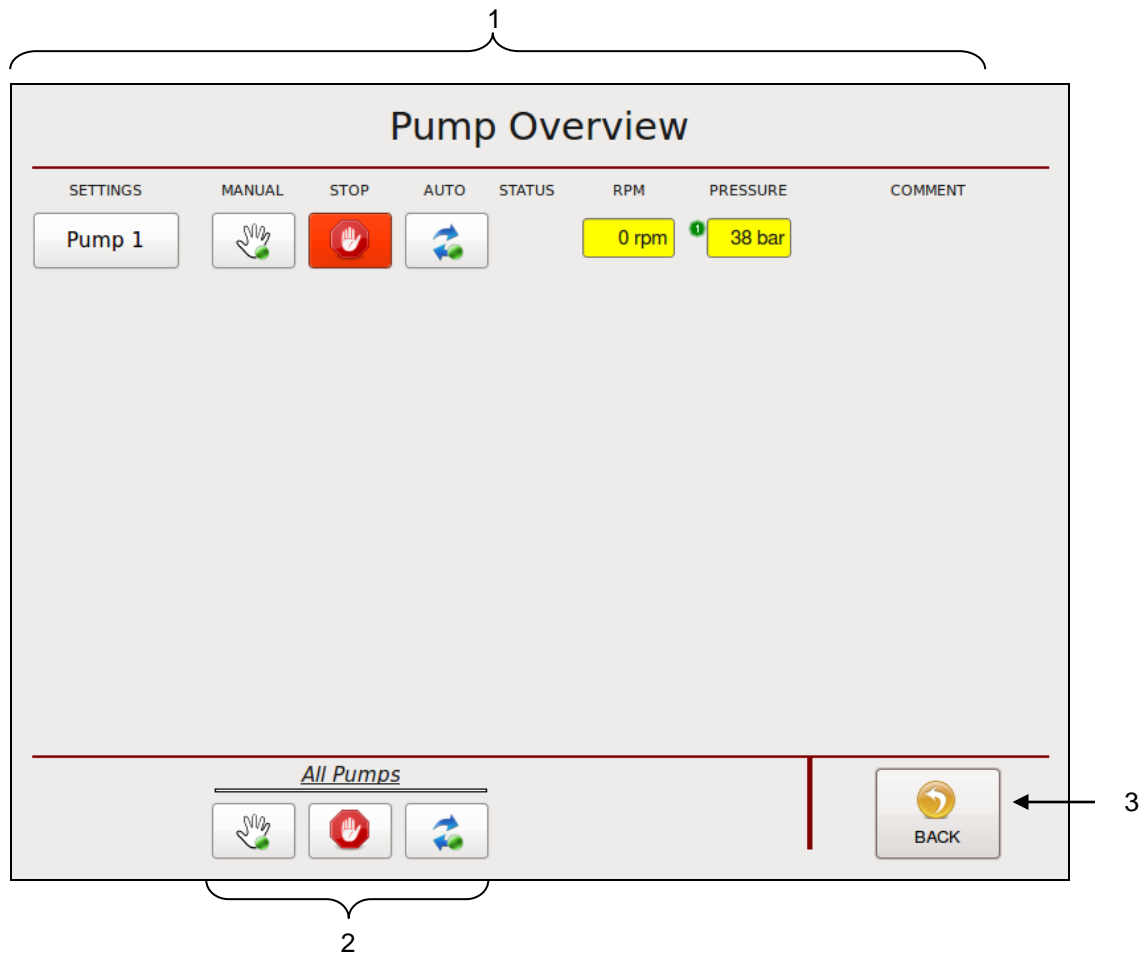 1
Pump Overview
SETTINGS MANUAL STOP AUTO STATUS RPM PRESSURE COMMENT
Pump 1 0 rpm 1 38 bar
All Pumps
BACK
3
2